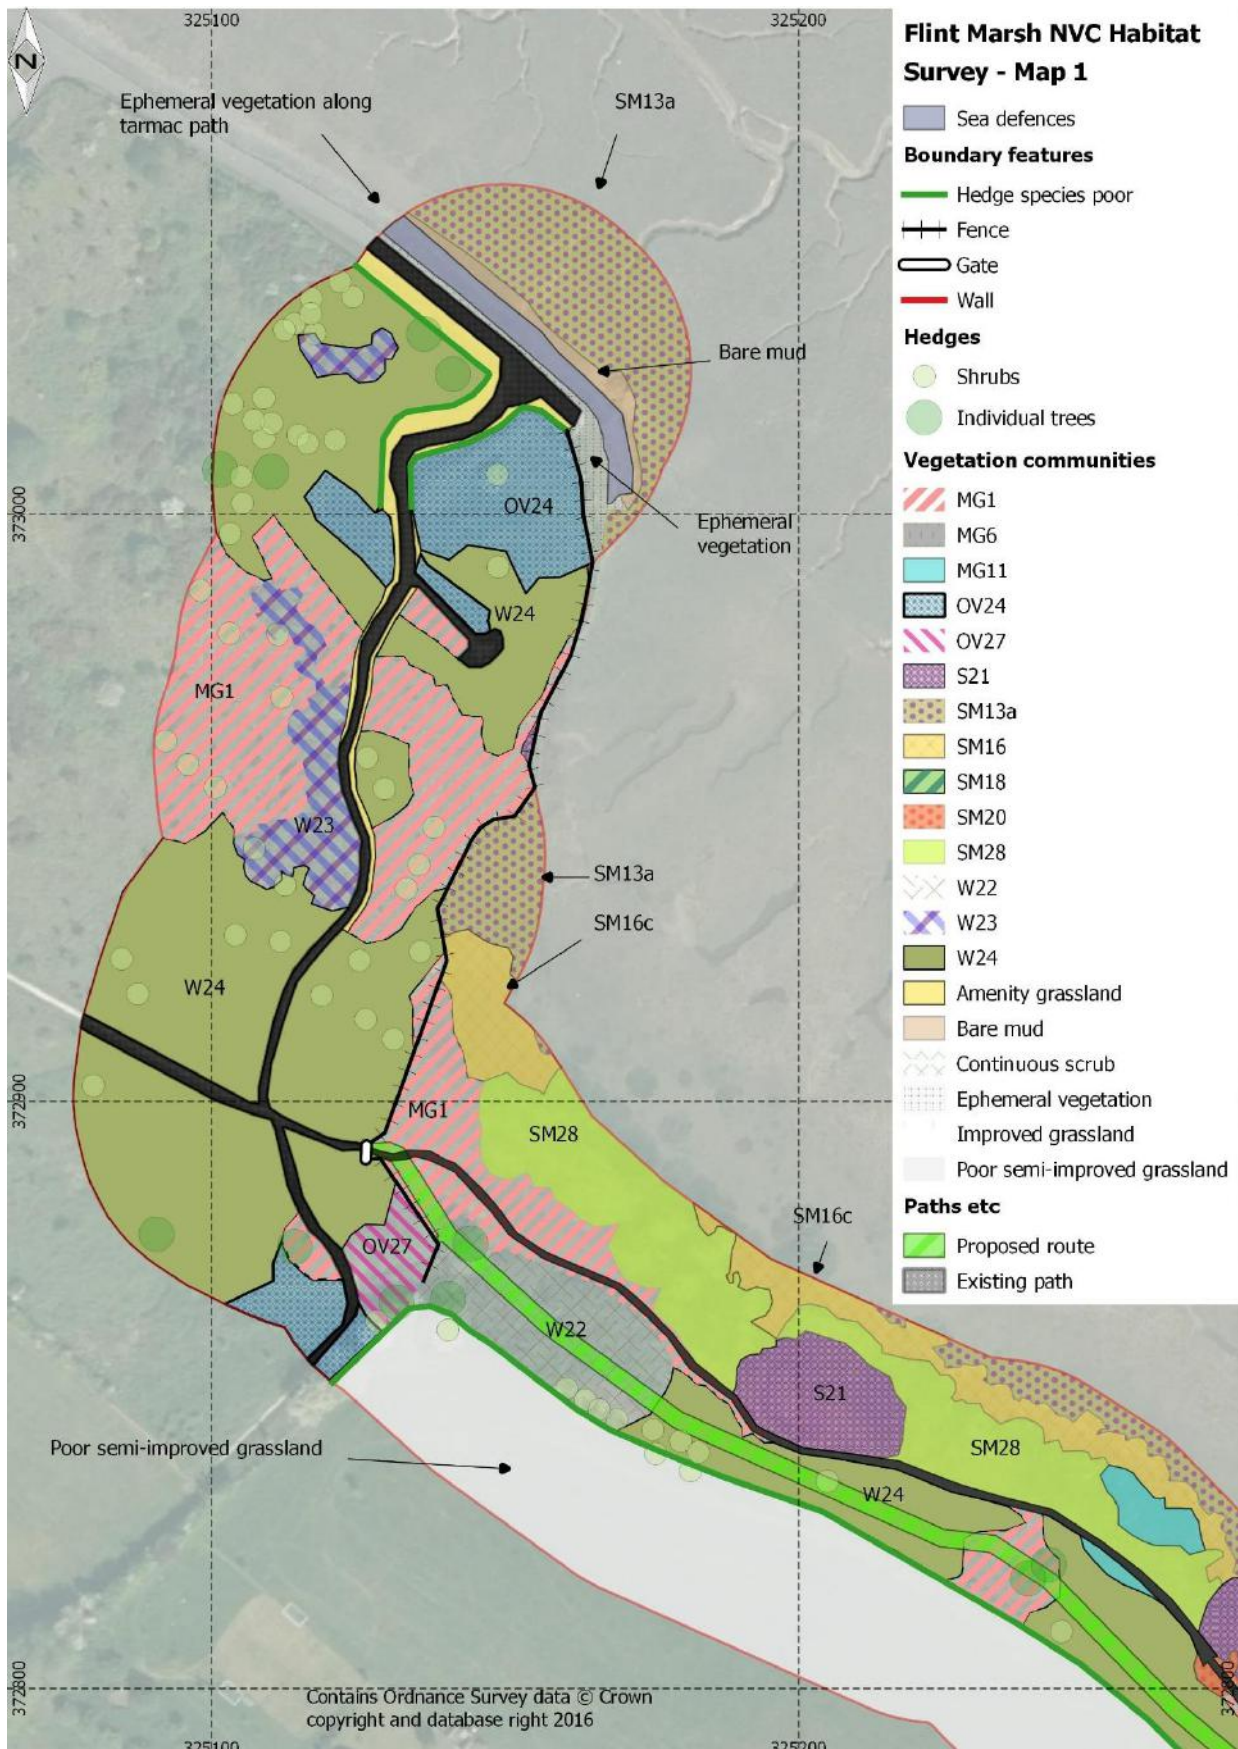 325100
325200
Flint Marsh NVC Habitat
Survey - Map 1
N
Ephemeral vegetation along
tarmac path
SM13a
Sea defences
Boundary features
Hedge species poor
Fence
Gate
Wall
Hedges
Shrubs
Individual trees
Vegetation communities
MG1
MG6
MG11
OV24
OV27
S21
SM13a
SM16
SM18
SM20
SM28
W22
W23
W24
Amenity grassland
Bare mud
Continuous scrub
Ephemeral vegetation
Improved grassland
Poor semi-improved grassland
Paths etc
Proposed route
Existing path
Bare mud
373000
OV24
Ephemeral
vegetation
W24
MG1
W23
SM13a
SM16c
W24
372900
MG1
SM28
SM16c
OV27
W22
S21
Poor semi-improved grassland
SM28
W24
372800
372800
Contains Ordnance Survey data © Crown
copyright and database right 2016
325100
325200